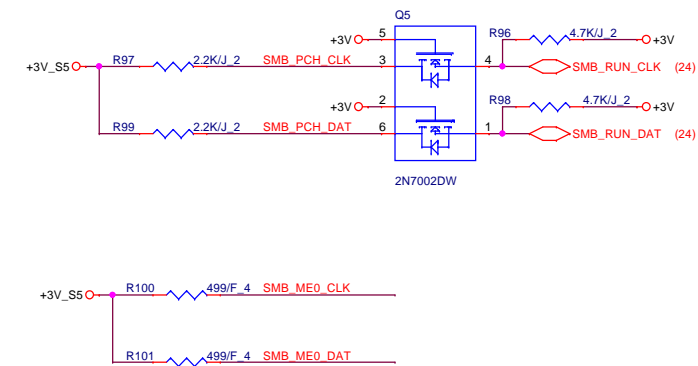 Q5
+3V 5 R96 4.7K/J_2 +3V
+3V_S5 R97 2.2K/J_2 SMB_PCH_CLK 3 4 SMB_RUN_CLK (24)
+3V 2 R98 4.7K/J_2 +3V
R99 2.2K/J_2 SMB_PCH_DAT 6 1 SMB_RUN_DAT (24)
2N7002DW
+3V_S5 R100 499/F_4 SMB_ME0_CLK
R101 499/F_4 SMB_ME0_DAT